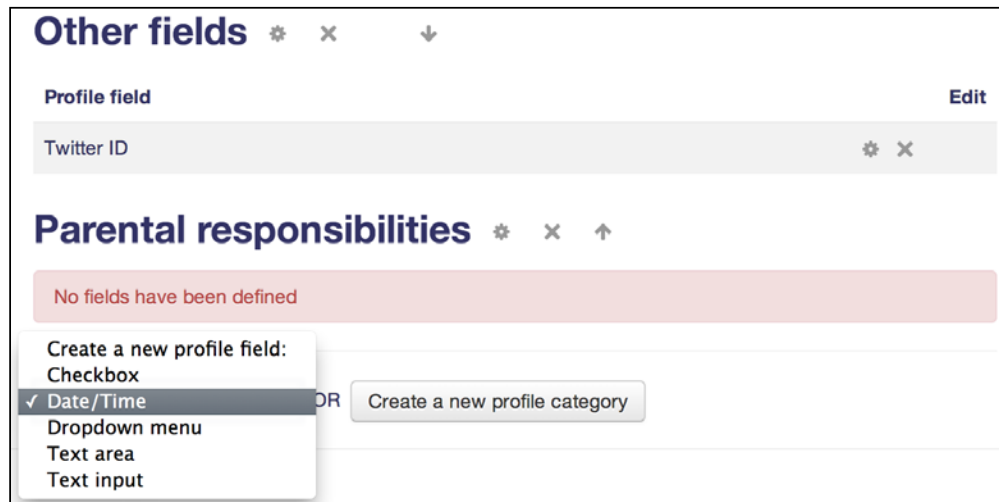 Other fields
Profile field Edit
Twitter ID
Parental responsibilities
No fields have been defined
Create a new profile field:
Checkbox
✓ Date/Time
OR Create a new profile category
Dropdown menu
Text area
Text input